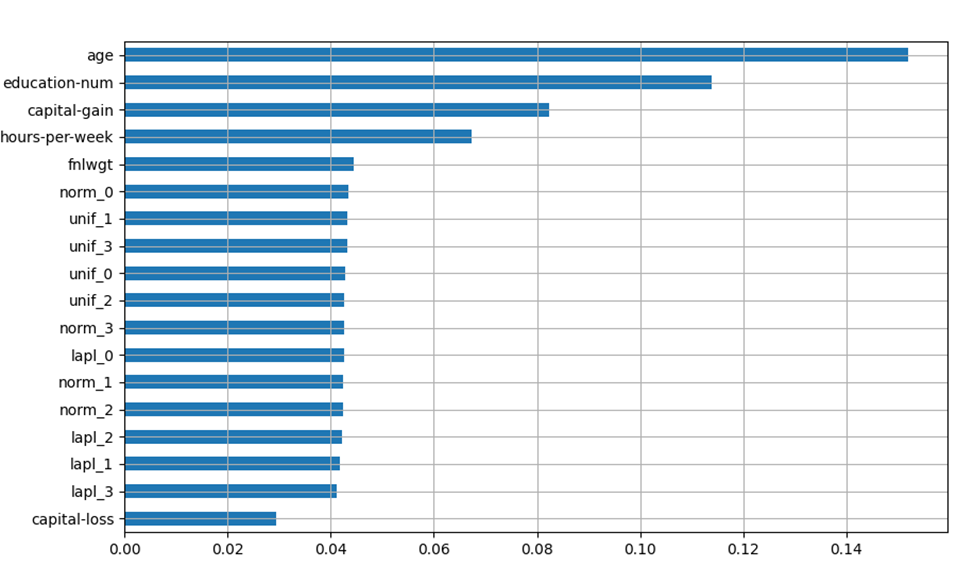 age
education-num
capital-gain
hours-per-week
fnlwgt
norm_0
unif_1
unif_3
unif_0
unif_2
norm_3
lapl_0
norm_1
norm_2
lapl_2
lapl_1
lapl_3
capital-loss
0.00 0.02 0.04 0.06 0.08 0.10 0.12 0.14